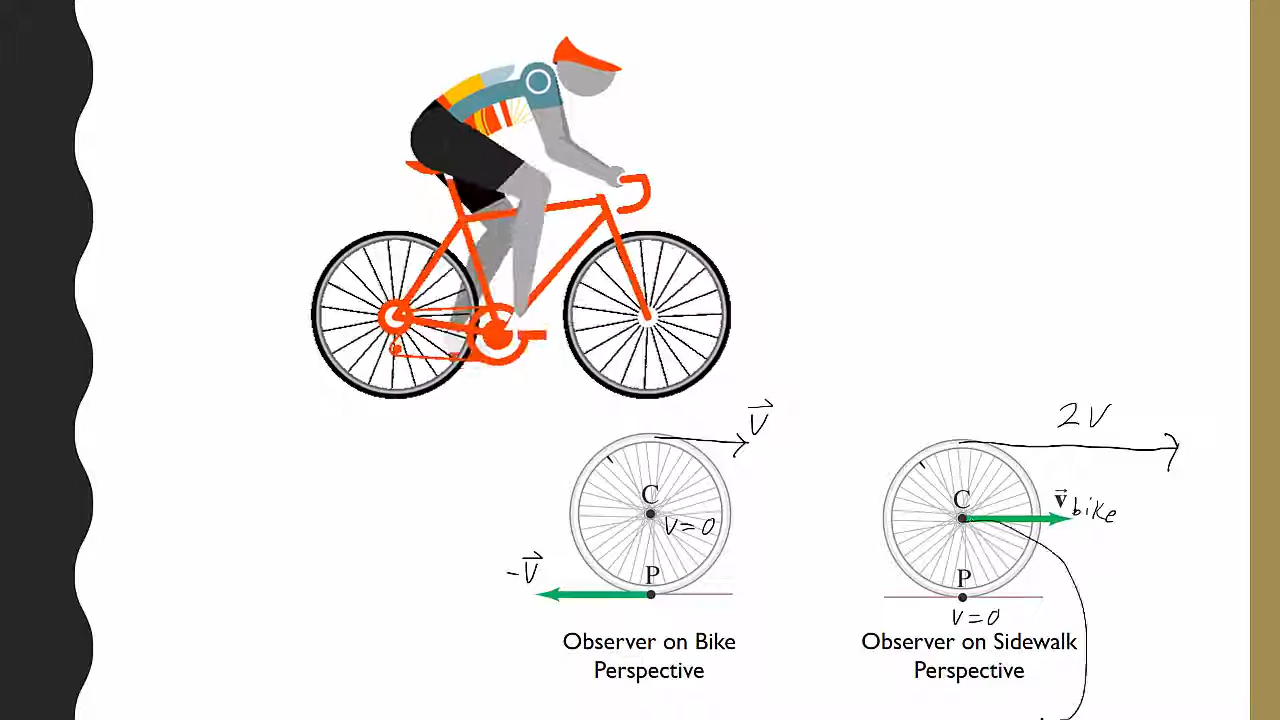 V⃗
C
V=0
-V⃗
P
Observer on Bike
Perspective
2V
C
v⃗bike
P
V=0
Observer on Sidewalk
Perspective